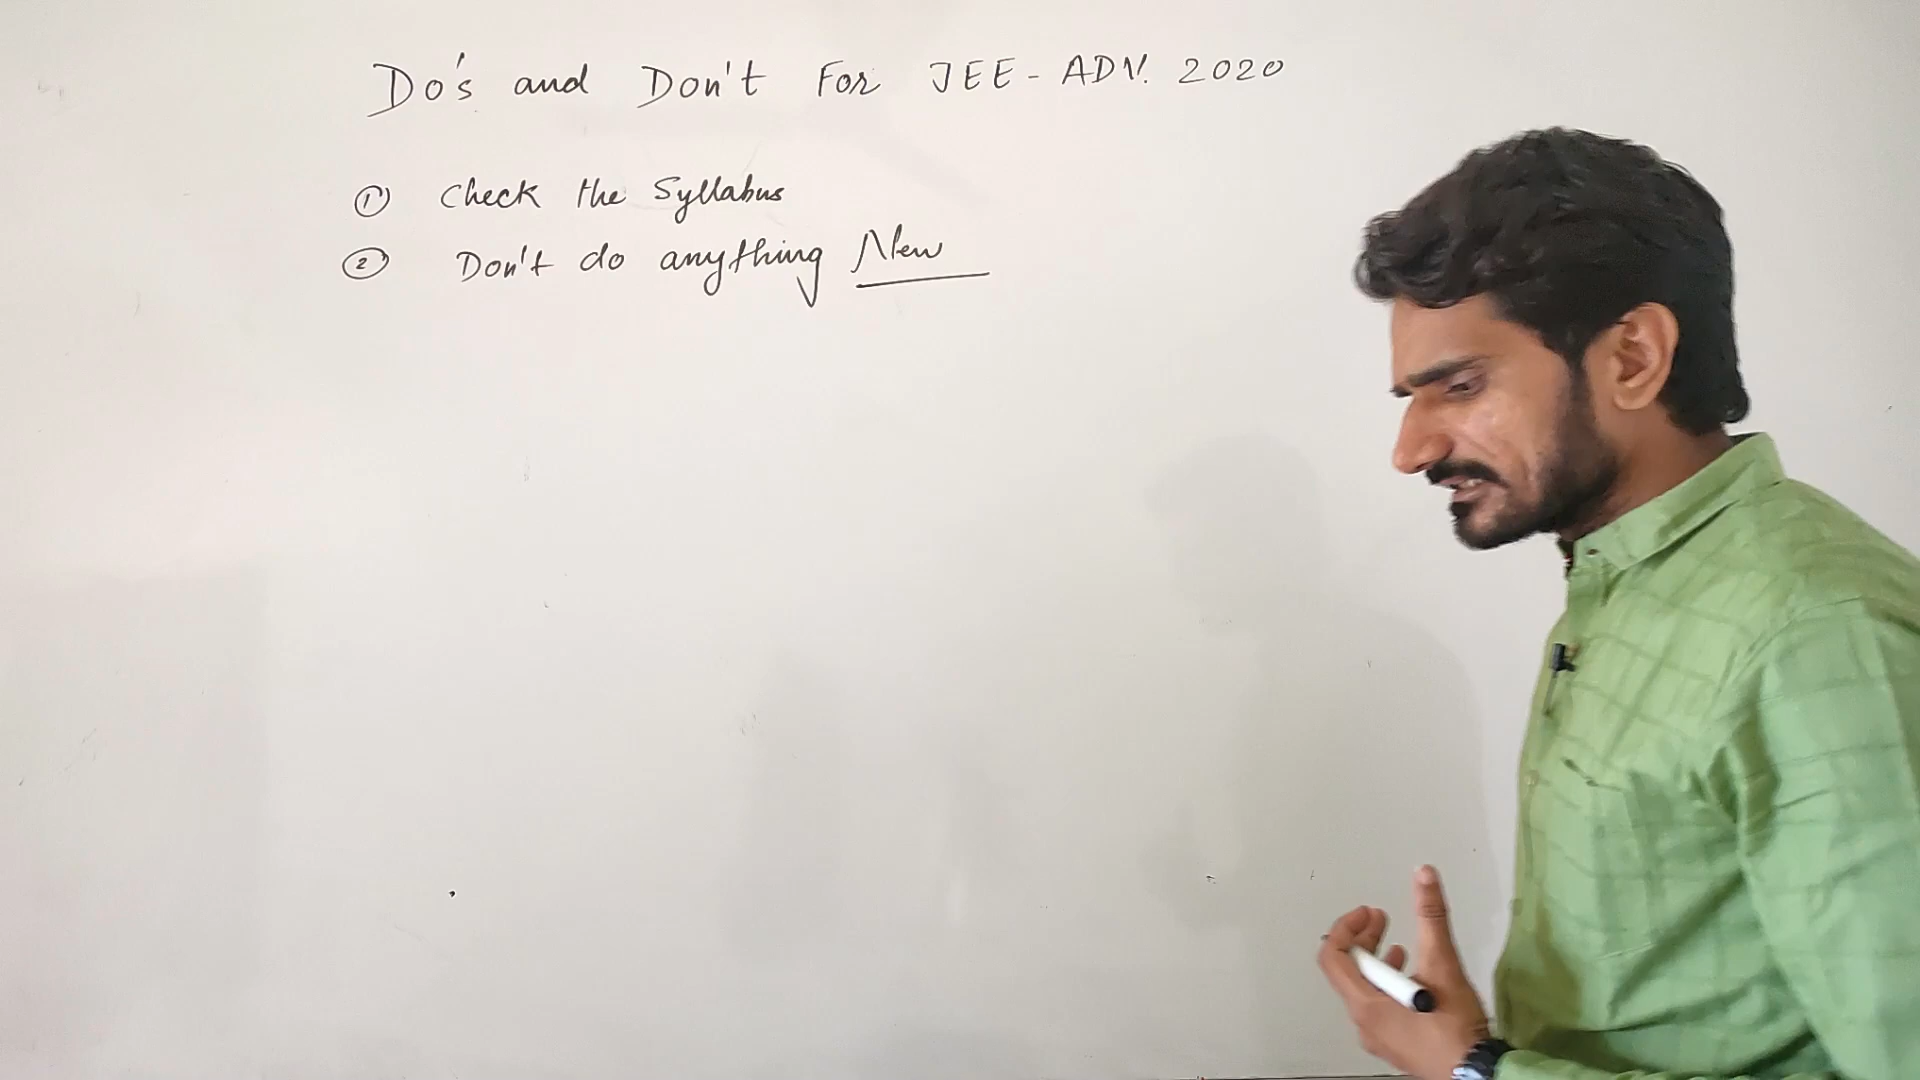 Do's and Don't For JEE-ADV. 2020
① Check the Syllabus
② Don't do anything New